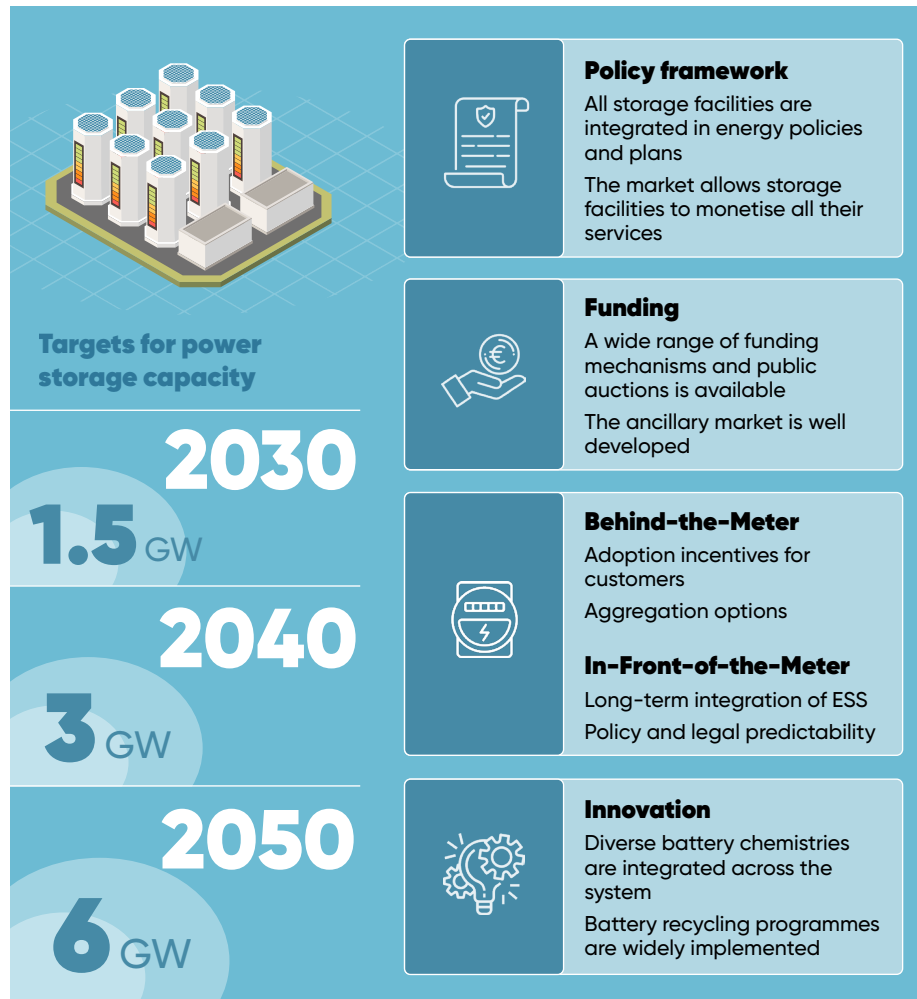 Targets for power
storage capacity
2030
1.5 GW
2040
3 GW
2050
6 GW
Policy framework
All storage facilities are
integrated in energy policies
and plans
The market allows storage
facilities to monetise all their
services
Funding
A wide range of funding
mechanisms and public
auctions is available
The ancillary market is well
developed
Behind-the-Meter
Adoption incentives for
customers
Aggregation options
In-Front-of-the-Meter
Long-term integration of ESS
Policy and legal predictability
Innovation
Diverse battery chemistries
are integrated across the
system
Battery recycling programmes
are widely implemented